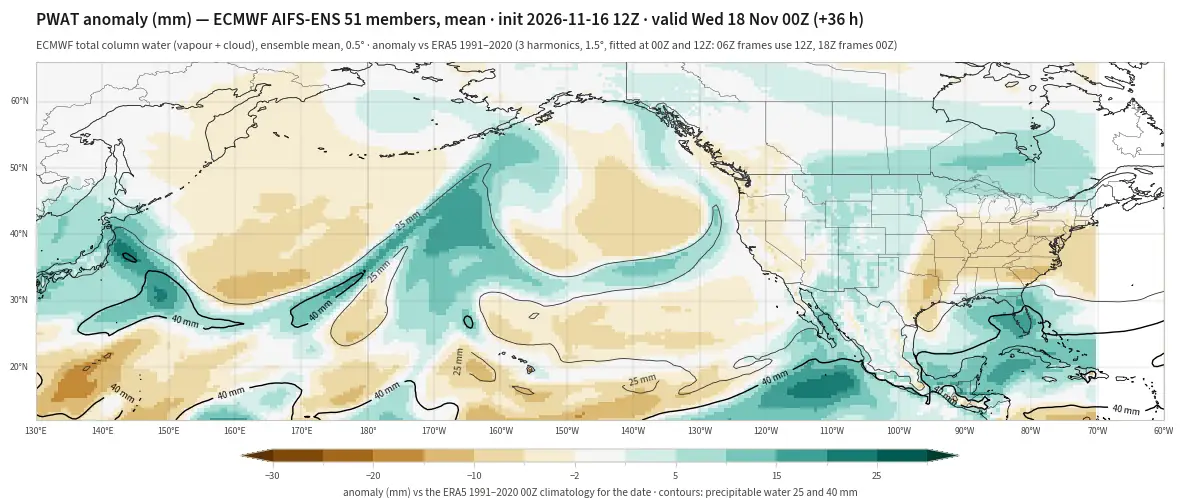 PWAT anomaly (mm) — ECMWF AIFS-ENS 51 members, mean · init 2026-11-16 12Z · valid Wed 18 Nov 00Z (+36 h)
ECMWF total column water (vapour + cloud), ensemble mean, 0.5° · anomaly vs ERA5 1991–2020 (3 harmonics, 1.5°, fitted at 00Z and 12Z: 06Z frames use 12Z, 18Z frames 00Z)
60°N
50°N
40°N
30°N
20°N
25 mm
25 mm
40 mm
40 mm
25 mm
25 mm
40 mm
40 mm
40 mm
40 mm
40 mm
40 mm
130°E 140°E 150°E 160°E 170°E 180° 170°W 160°W 150°W 140°W 130°W 120°W 110°W 100°W 90°W 80°W 70°W 60°W
−30 −20 −10 −2 5 15 25
anomaly (mm) vs the ERA5 1991–2020 00Z climatology for the date · contours: precipitable water 25 and 40 mm